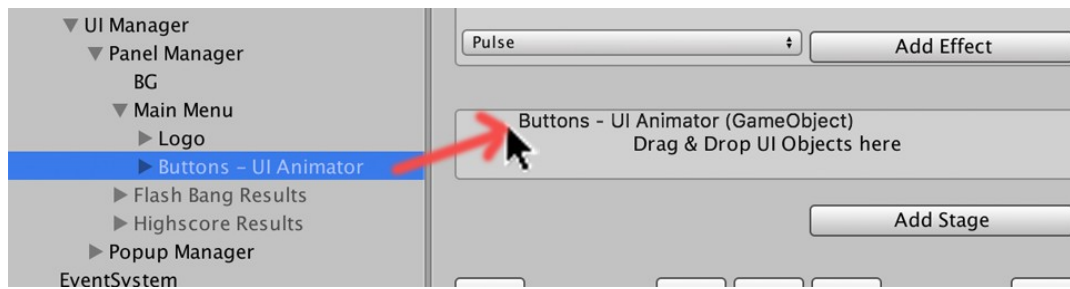 UI Manager
Panel Manager
BG
Main Menu
Logo
Buttons – UI Animator
Flash Bang Results
Highscore Results
Popup Manager
EventSystem
Pulse
Add Effect
Buttons - UI Animator (GameObject)
Drag & Drop UI Objects here
Add Stage